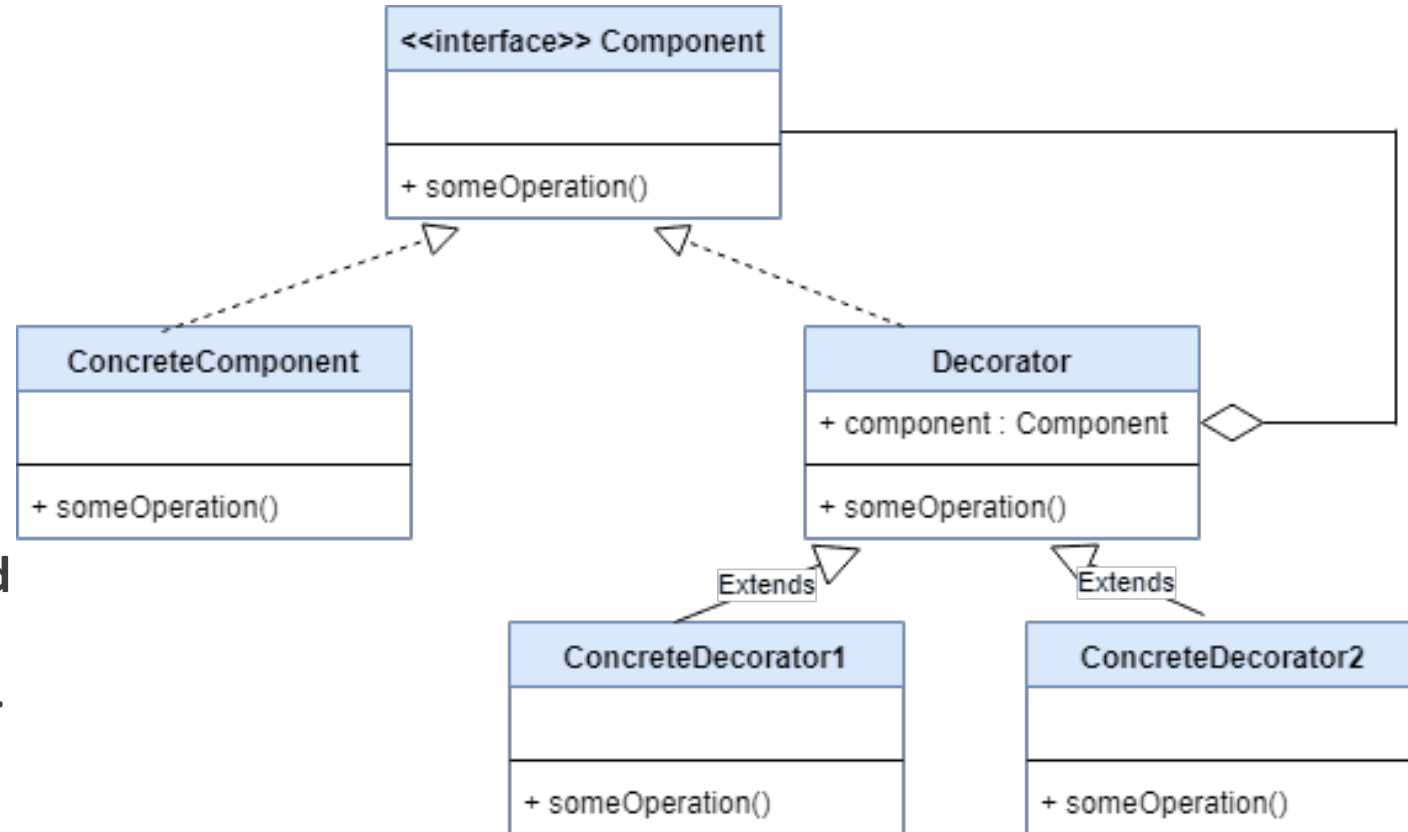 <<interface>> Component
+ someOperation()
ConcreteComponent
+ someOperation()
Decorator
+ component : Component
+ someOperation()
d
.
Extends
Extends
ConcreteDecorator1
+ someOperation()
ConcreteDecorator2
+ someOperation()